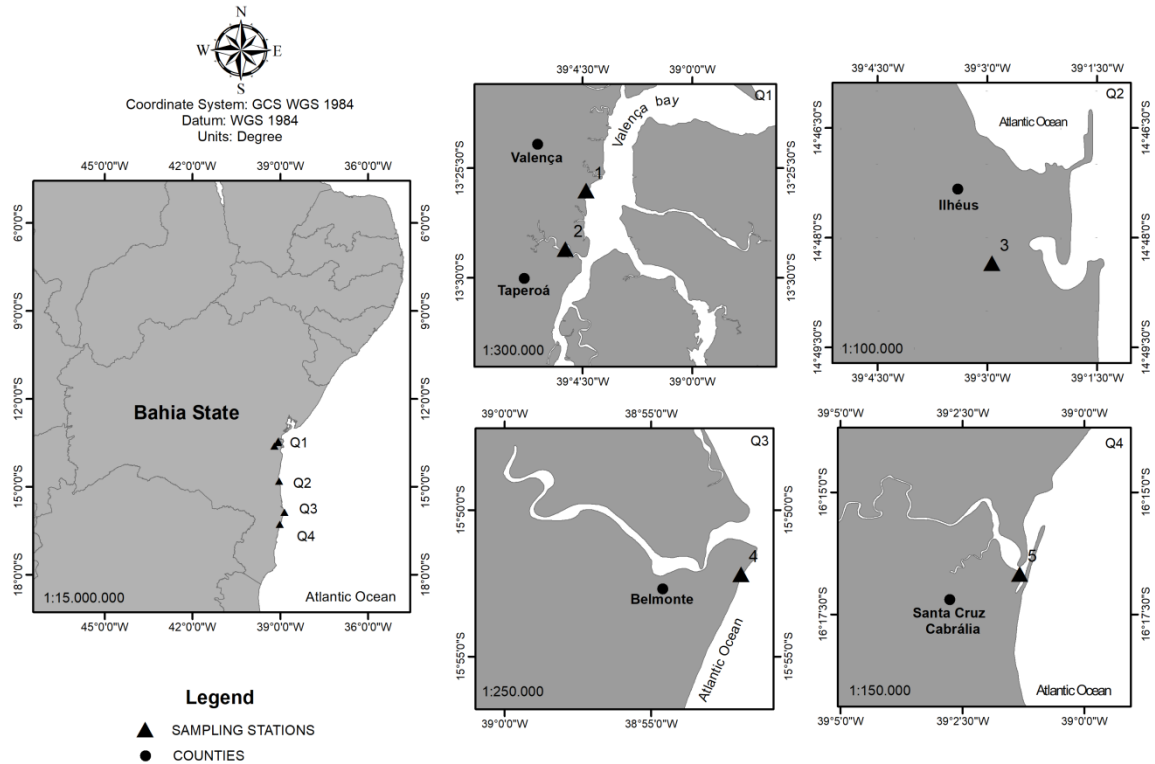 N
W E
S
Coordinate System: GCS WGS 1984
Datum: WGS 1984
Units: Degree
45°0'0"W 42°0'0"W 39°0'0"W 36°0'0"W
6°0'0"S 6°0'0"S
9°0'0"S 9°0'0"S
12°0'0"S 12°0'0"S
15°0'0"S 15°0'0"S
18°0'0"S 18°0'0"S
Bahia State
Q1
Q2
Q3
Q4
1:15.000.000
Atlantic Ocean
45°0'0"W 42°0'0"W 39°0'0"W 36°0'0"W
Legend
SAMPLING STATIONS
COUNTIES
39°4'30"W 39°0'0"W
Q1
Valença bay
Valença
1
2
Taperoá
13°25'30"S 13°25'30"S
13°30'0"S 13°30'0"S
1:300.000
39°4'30"W 39°0'0"W
39°4'30"W 39°3'0"W 39°1'30"W
Q2
Atlantic Ocean
14°46'30"S 14°46'30"S
Ilhéus
14°48'0"S 14°48'0"S
3
14°49'30"S 14°49'30"S
1:100.000
39°4'30"W 39°3'0"W 39°1'30"W
39°0'0"W 38°55'0"W
Q3
15°50'0"S 15°50'0"S
4
Belmonte
15°55'0"S 15°55'0"S
Atlantic Ocean
1:250.000
39°0'0"W 38°55'0"W
39°5'0"W 39°2'30"W 39°0'0"W
Q4
16°15'0"S 16°15'0"S
5
Santa Cruz
Cabrália
16°17'30"S 16°17'30"S
1:150.000
Atlantic Ocean
39°5'0"W 39°2'30"W 39°0'0"W